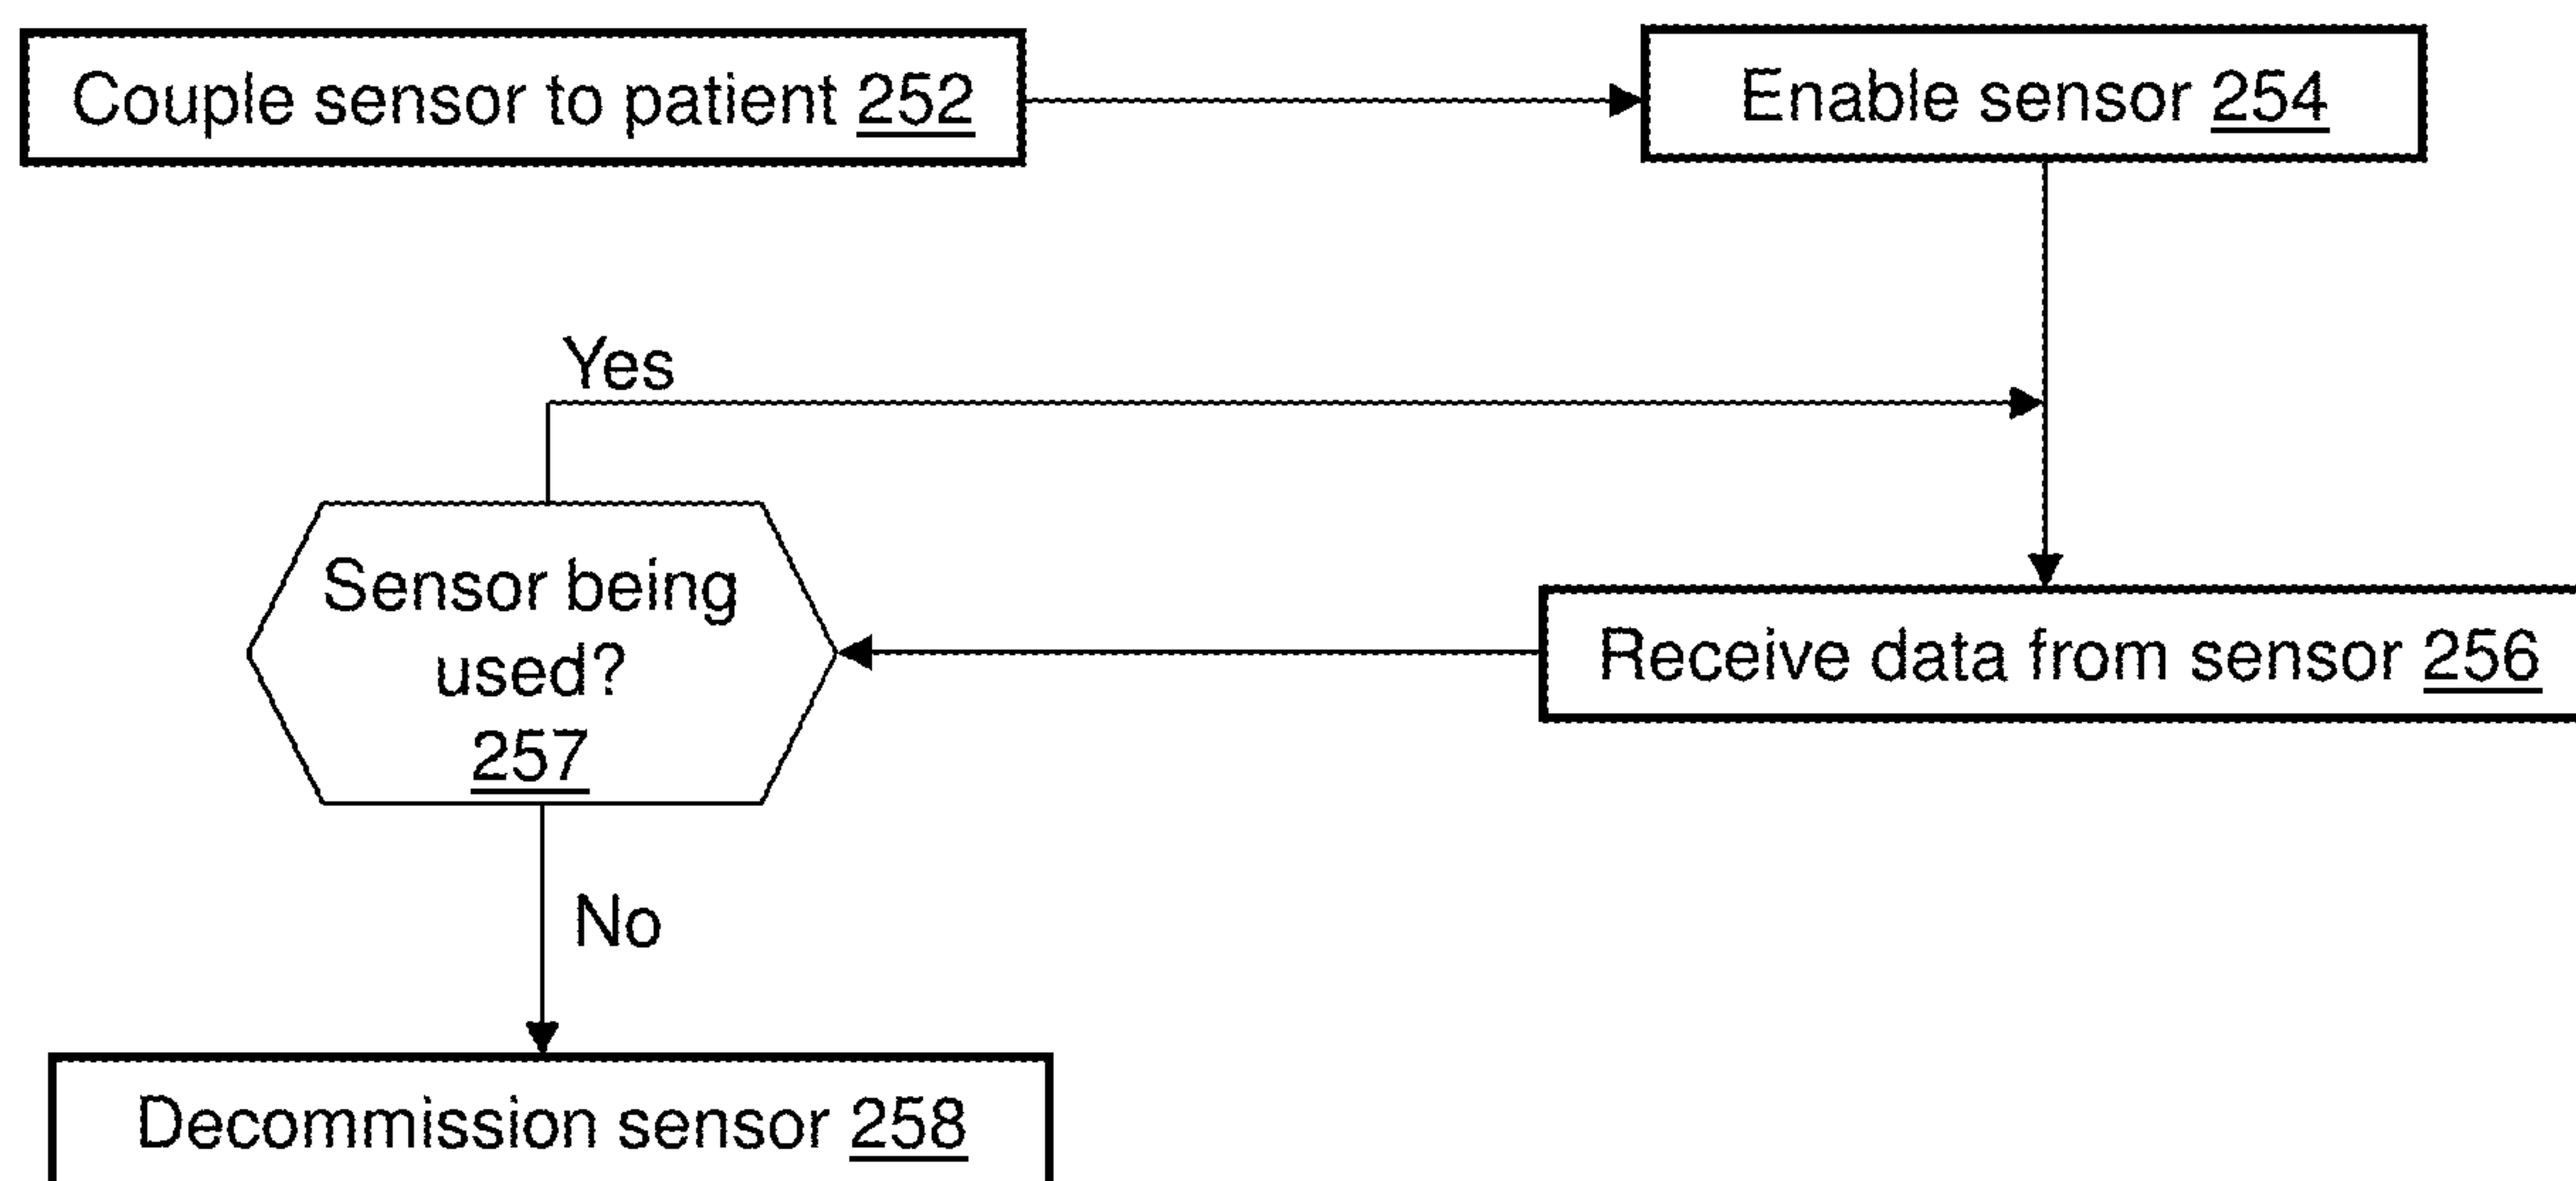 Couple sensor to patient 252
Enable sensor 254
Yes
Sensor being
used?
257
Receive data from sensor 256
No
Decommission sensor 258